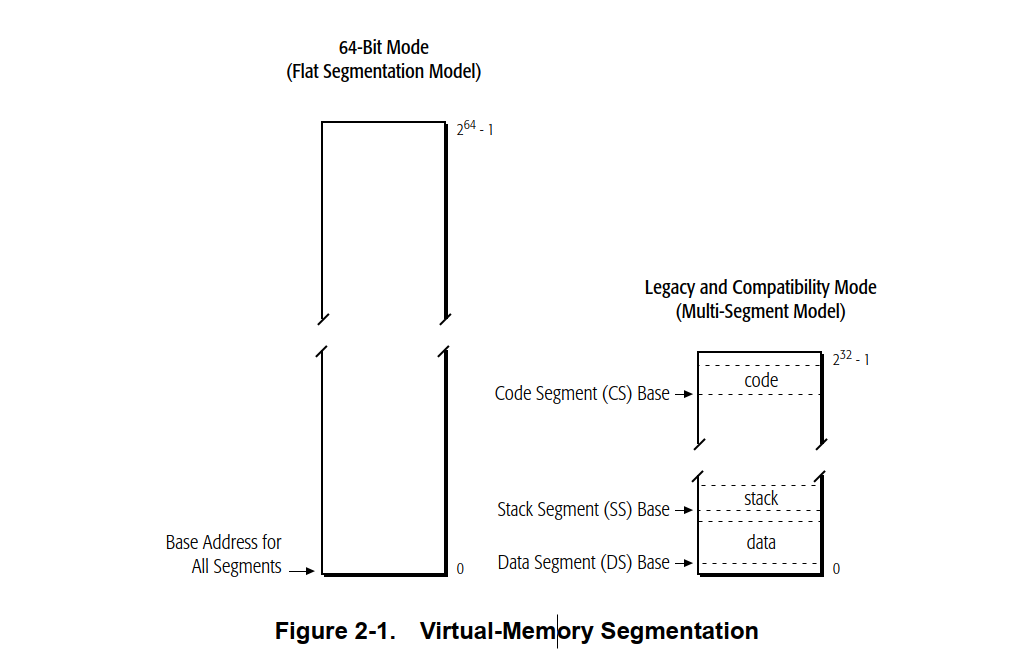 64-Bit Mode
(Flat Segmentation Model)
2^64 - 1
Base Address for
All Segments
0
Legacy and Compatibility Mode
(Multi-Segment Model)
2^32 - 1
code
Code Segment (CS) Base
stack
Stack Segment (SS) Base
data
Data Segment (DS) Base
0
Figure 2-1. Virtual-Memory Segmentation